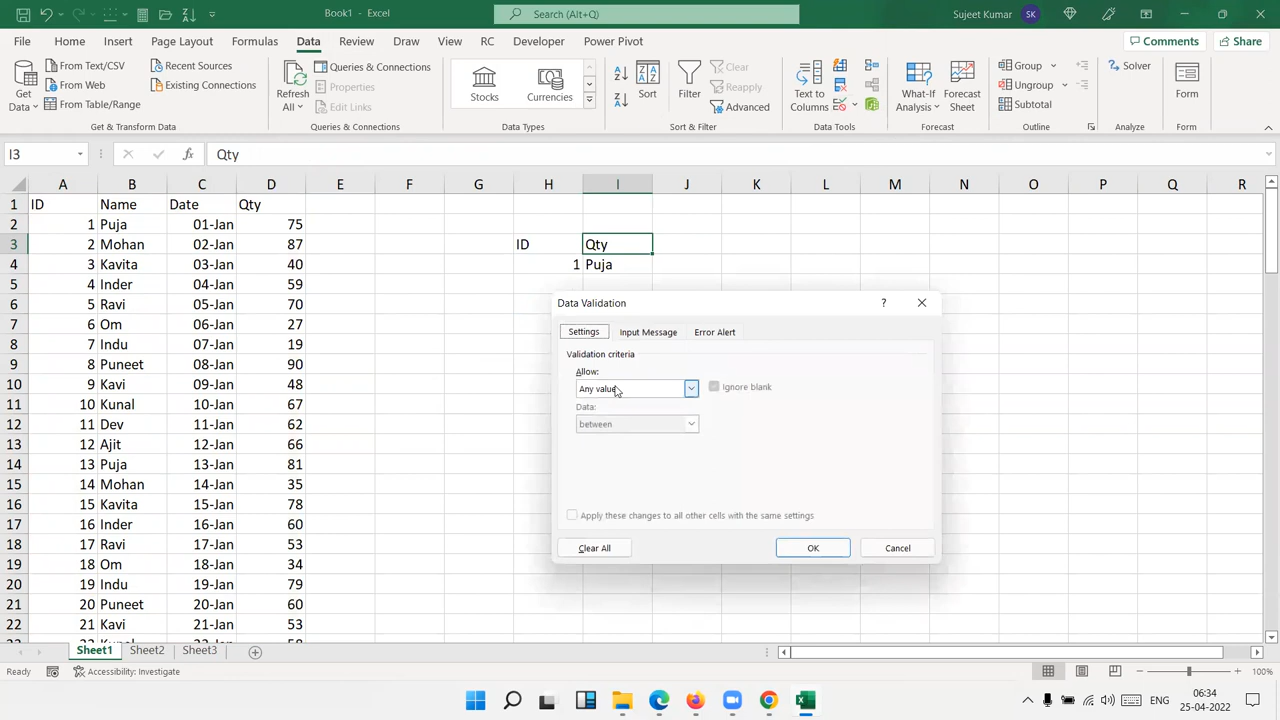 Book1 - Excel
Search (Alt+Q)
Sujeet Kumar
SK
File Home Insert Page Layout Formulas Data Review View RC Developer Help Power Pivot
Comments
Share
Get Data
From Text/CSV
From Web
From Table/Range
Recent Sources
Existing Connections
Get & Transform Data
Refresh All
Queries & Connections
Properties
Edit Links
Queries & Connections
Stocks
Currencies
Data Types
Sort
Filter
Clear
Reapply
Advanced
Sort & Filter
Text to Columns
Data Tools
What-If Analysis
Forecast Sheet
Forecast
Group
Ungroup
Subtotal
Outline
Solver
Analyze
Form
Form
I3
fx
Qty
A B C D E F G H I J K L M N O P Q R
1 ID Name Date Qty
2 1 Puja 01-Jan 75
3 2 Mohan 02-Jan 87 ID Qty
4 3 Kavita 03-Jan 40 1 Puja
5 4 Inder 04-Jan 59
6 5 Ravi 05-Jan 70
7 6 Om 06-Jan 27
8 7 Indu 07-Jan 19
9 8 Puneet 08-Jan 90
10 9 Kavi 09-Jan 48
11 10 Kunal 10-Jan 67
12 11 Dev 11-Jan 62
13 12 Ajit 12-Jan 66
14 13 Puja 13-Jan 81
15 14 Mohan 14-Jan 35
16 15 Kavita 15-Jan 78
17 16 Inder 16-Jan 60
18 17 Ravi 17-Jan 53
19 18 Om 18-Jan 34
20 19 Indu 19-Jan 79
21 20 Puneet 20-Jan 60
22 21 Kavi 21-Jan 53
Data Validation
?
Settings Input Message Error Alert
Validation criteria
Allow:
Any value
Ignore blank
Data:
between
Apply these changes to all other cells with the same settings
Clear All
OK
Cancel
Sheet1 Sheet2 Sheet3
Ready
Accessibility: Investigate
100%
ENG
06:34
25-04-2022